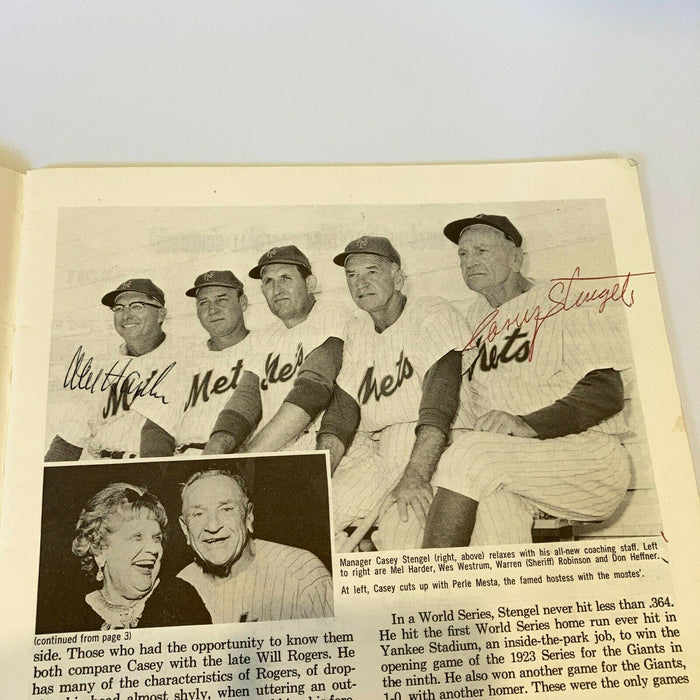 Mel Harder
Casey Stengel
Mets
Mets
Mets
Mets
Manager Casey Stengel (right, above) relaxes with his all-new coaching staff. Left
to right are Mel Harder, Wes Westrum, Warren (Sheriff) Robinson and Don Heffner.
At left, Casey cuts up with Perle Mesta, the famed hostess with the mostes'.
(continued from page 3)
side. Those who had the opportunity to know them
both compare Casey with the late Will Rogers. He
has many of the characteristics of Rogers, of drop-
head almost shyly, when uttering an out-
In a World Series, Stengel never hit less than .364.
He hit the first World Series home run ever hit in
Yankee Stadium, an inside-the-park job, to win the
opening game of the 1923 Series for the Giants in
the ninth. He also won another game for the Giants,
1-0, with another homer. These were the only games